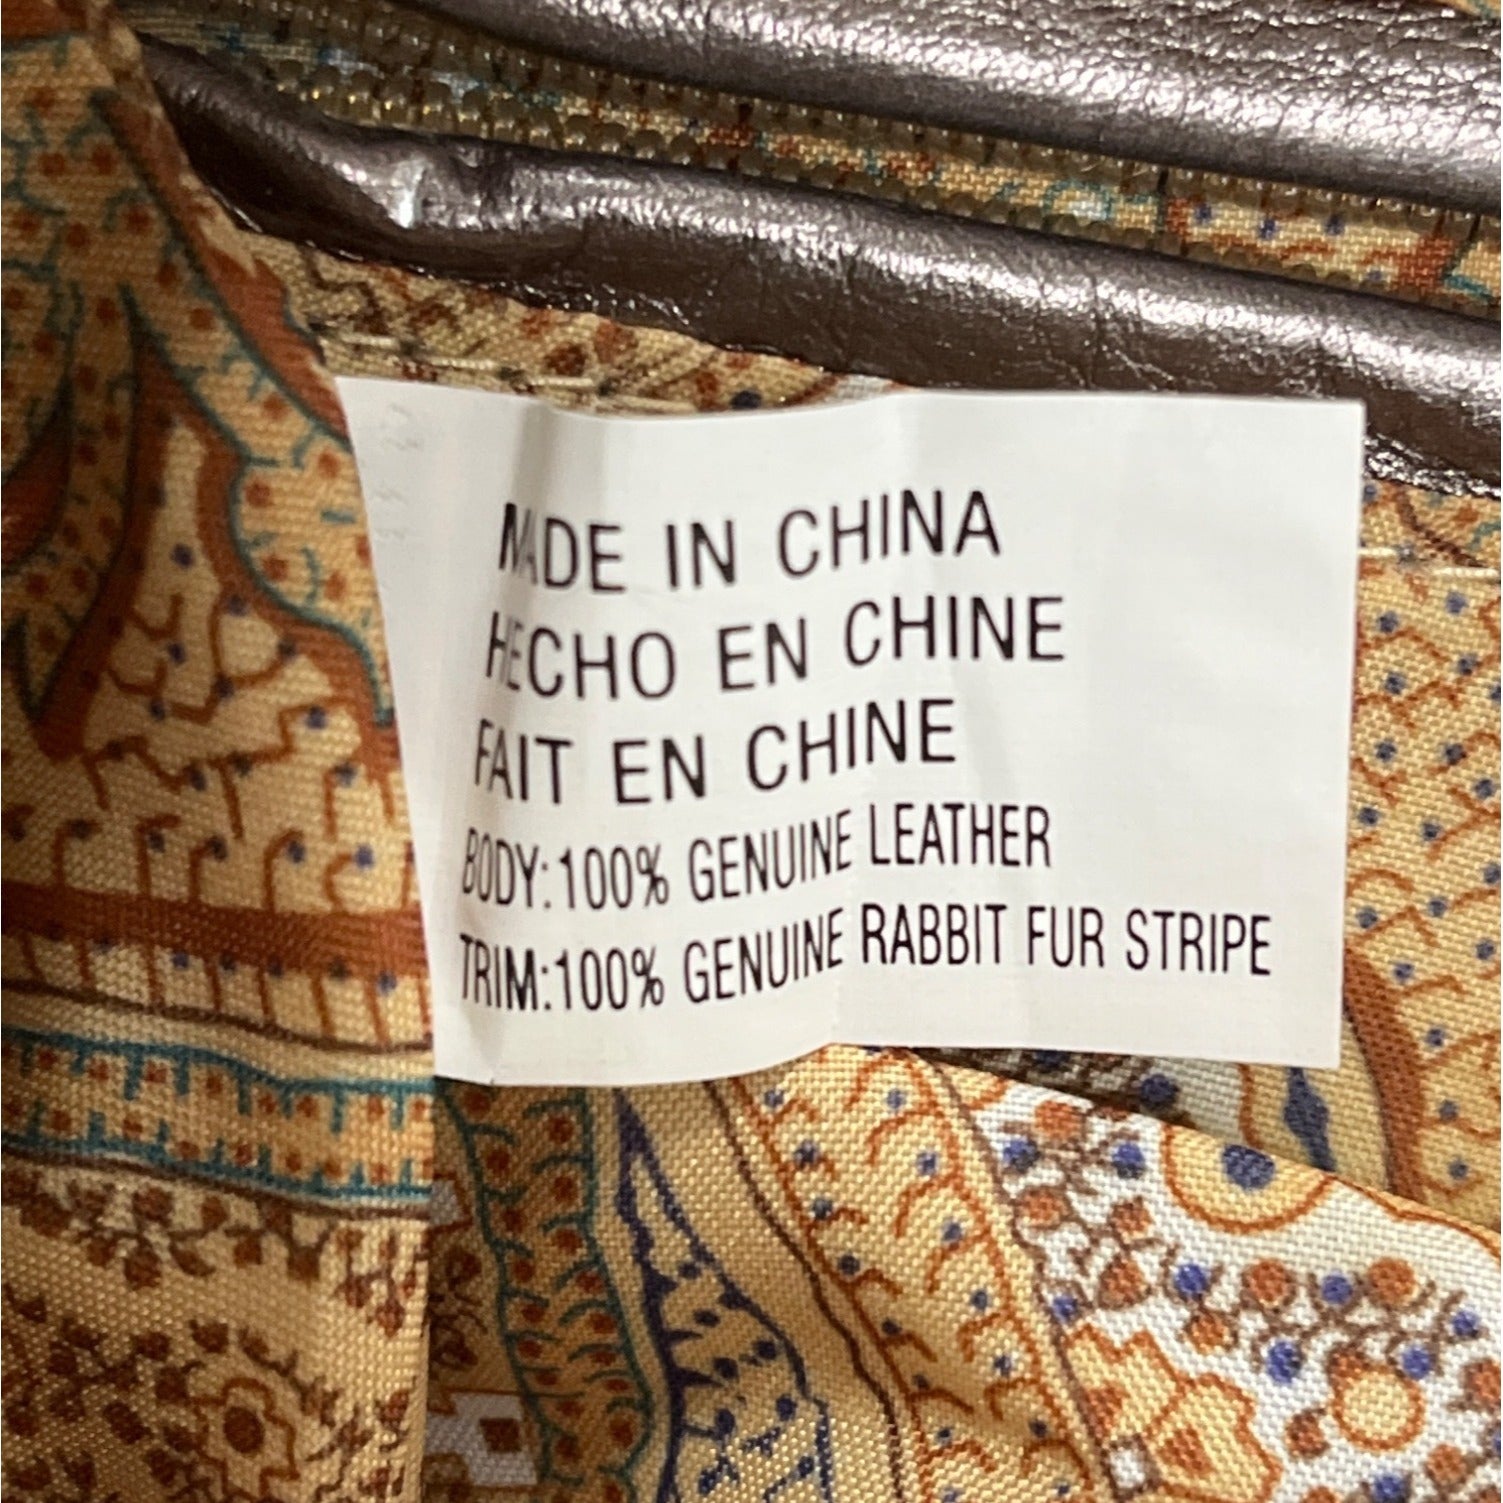 MADE IN CHINA
HECHO EN CHINE
FAIT EN CHINE
BODY:100% GENUINE LEATHER
TRIM:100% GENUINE RABBIT FUR STRIPE